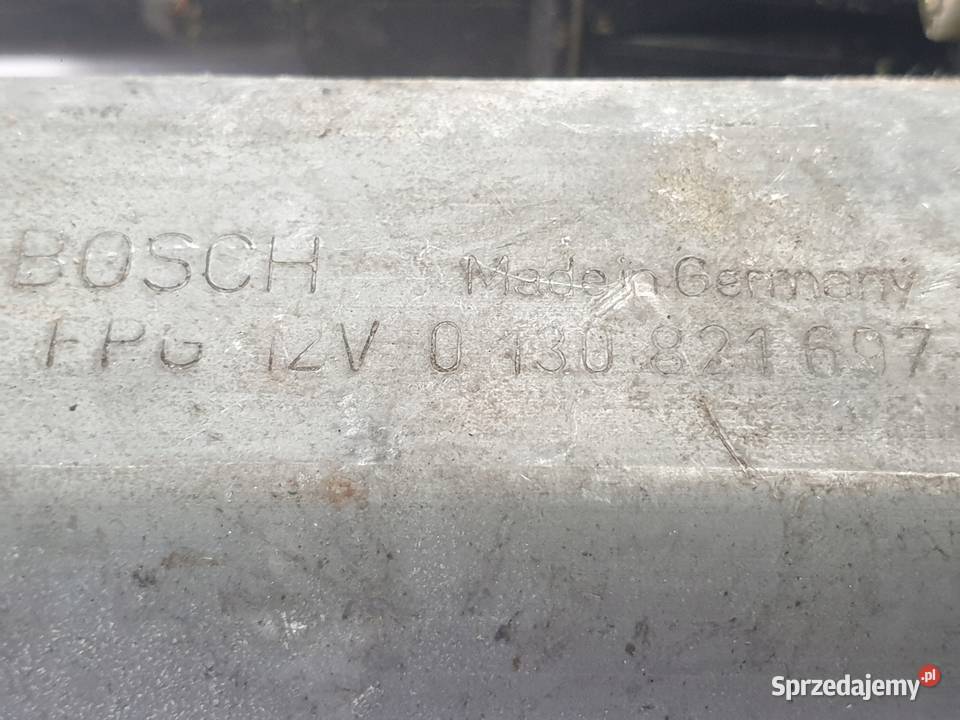 BOSCH Made in Germany
FPG 12V 0 130 821 697
Sprzedajemy.pl